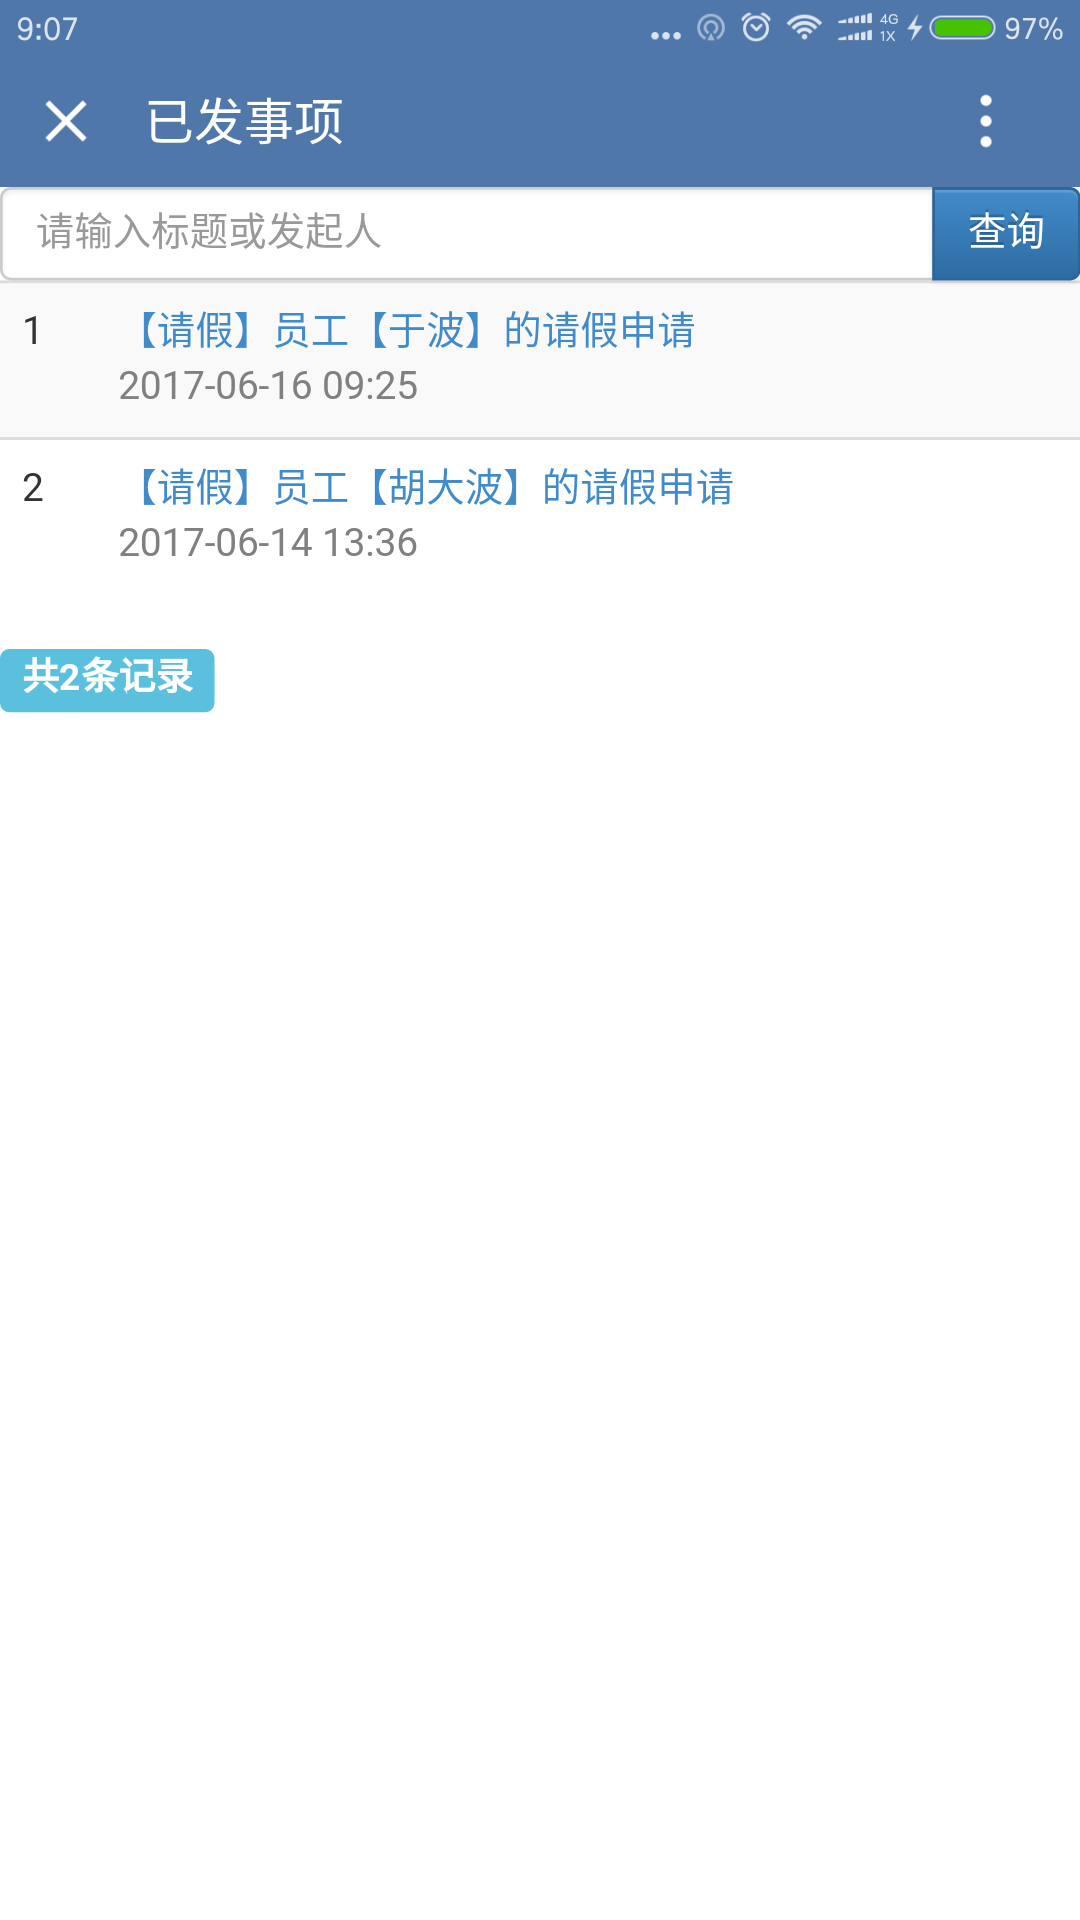 9:07
4G
1X
97%
已发事项
请输入标题或发起人
查询
1 【请假】员工【于波】的请假申请
2017-06-16 09:25
2 【请假】员工【胡大波】的请假申请
2017-06-14 13:36
共2条记录